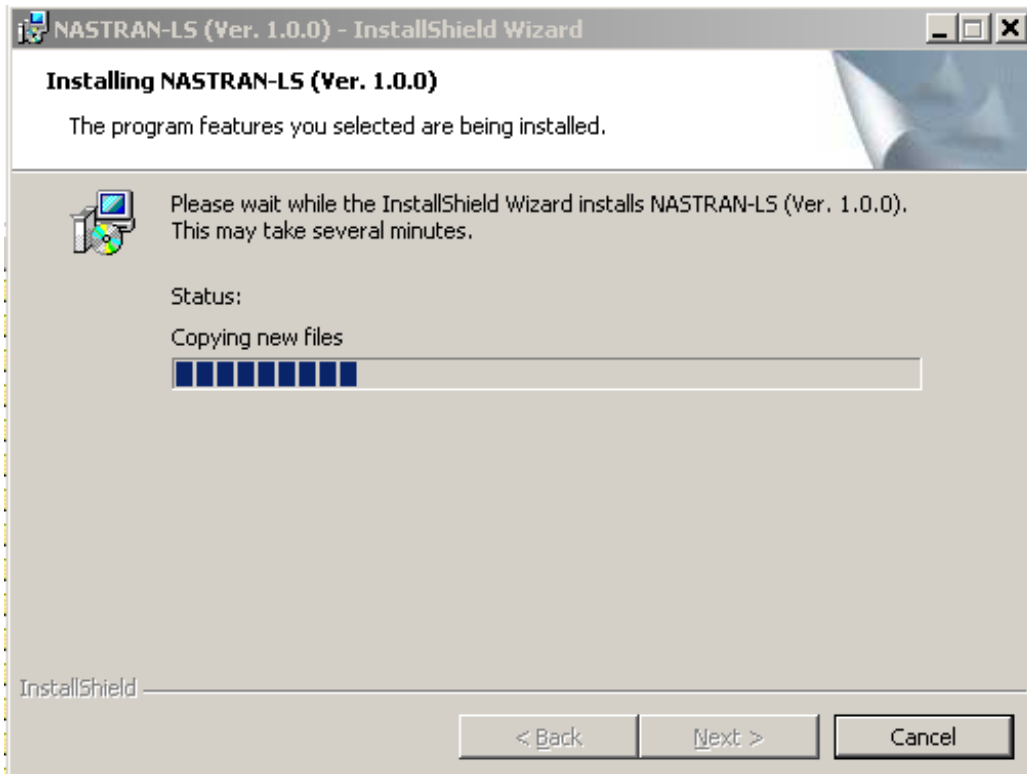 NASTRAN-LS (Ver. 1.0.0) - InstallShield Wizard
Installing NASTRAN-LS (Ver. 1.0.0)
The program features you selected are being installed.
Please wait while the InstallShield Wizard installs NASTRAN-LS (Ver. 1.0.0).
This may take several minutes.
Status:
Copying new files
InstallShield
< Back
Next >
Cancel